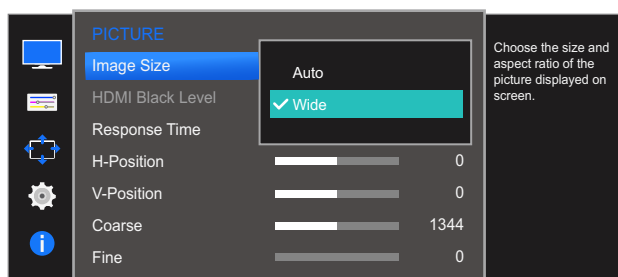 PICTURE
Image Size
Auto
Wide
HDMI Black Level
Response Time
H-Position 0
V-Position 0
Coarse 1344
Fine 0
Choose the size and
aspect ratio of the
picture displayed on
screen.